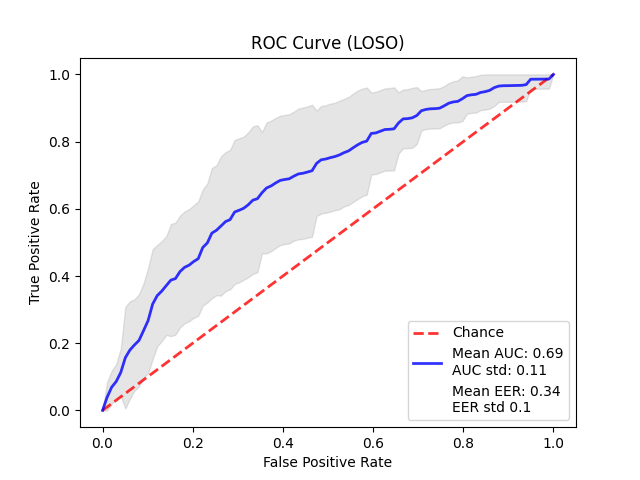 ROC Curve (LOSO)
True Positive Rate
1.0
0.8
0.6
0.4
0.2
0.0
Chance
Mean AUC: 0.69
AUC std: 0.11
Mean EER: 0.34
EER std 0.1
0.0 0.2 0.4 0.6 0.8 1.0
False Positive Rate